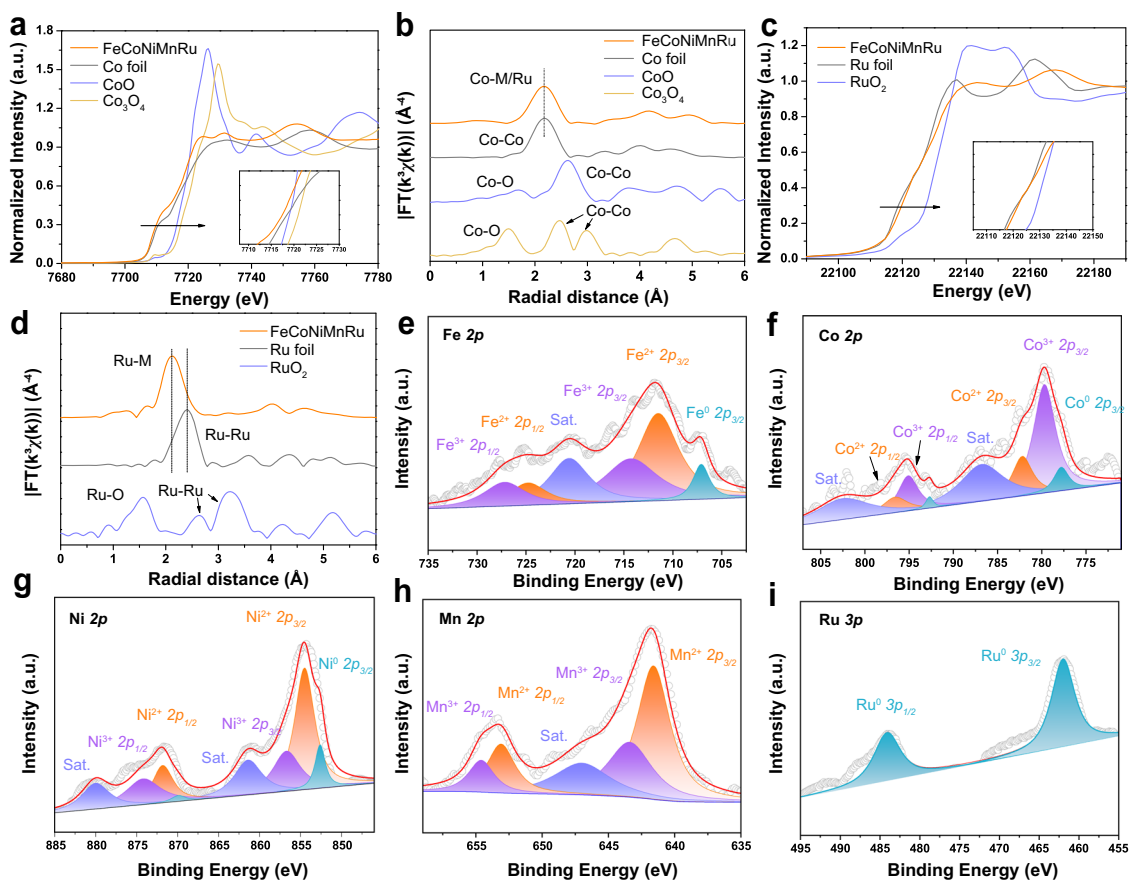 a
Normalized Intensity (a.u.)
1.8
1.5
1.2
0.9
0.6
0.3
0.0
FeCoNiMnRu
Co foil
CoO
Co₃O₄
7710 7715 7720 7725 7730
7680 7700 7720 7740 7760 7780
Energy (eV)
b
|FT(k³χ(k))| (Å⁻⁴)
FeCoNiMnRu
Co foil
CoO
Co₃O₄
Co-M/Ru
Co-Co
Co-O
Co-Co
Co-Co
Co-O
0 1 2 3 4 5 6
Radial distance (Å)
c
Normalized Intensity (a.u.)
1.2
1.0
0.8
0.6
0.4
0.2
0.0
FeCoNiMnRu
Ru foil
RuO₂
22110 22120 22130 22140 22150
22100 22120 22140 22160 22180
Energy (eV)
d
|FT(k³χ(k))| (Å⁻⁴)
FeCoNiMnRu
Ru foil
RuO₂
Ru-M
Ru-Ru
Ru-O
Ru-Ru
0 1 2 3 4 5 6
Radial distance (Å)
e
Fe 2p
Intensity (a.u.)
Fe²⁺ 2p₃/₂
Fe³⁺ 2p₃/₂
Fe⁰ 2p₃/₂
Sat.
Fe²⁺ 2p₁/₂
Fe³⁺ 2p₁/₂
735 730 725 720 715 710 705
Binding Energy (eV)
f
Co 2p
Intensity (a.u.)
Co³⁺ 2p₃/₂
Co²⁺ 2p₃/₂
Co⁰ 2p₃/₂
Co³⁺ 2p₁/₂
Sat.
Co²⁺ 2p₁/₂
Sat.
805 800 795 790 785 780 775
Binding Energy (eV)
g
Ni 2p
Intensity (a.u.)
Ni²⁺ 2p₃/₂
Ni⁰ 2p₃/₂
Ni²⁺ 2p₁/₂
Ni³⁺ 2p₃/₂
Ni³⁺ 2p₁/₂
Sat.
Sat.
885 880 875 870 865 860 855 850
Binding Energy (eV)
h
Mn 2p
Intensity (a.u.)
Mn³⁺ 2p₃/₂
Mn²⁺ 2p₃/₂
Mn²⁺ 2p₁/₂
Mn³⁺ 2p₁/₂
Sat.
655 650 645 640 635
Binding Energy (eV)
i
Ru 3p
Intensity (a.u.)
Ru⁰ 3p₃/₂
Ru⁰ 3p₁/₂
495 490 485 480 475 470 465 460 455
Binding Energy (eV)